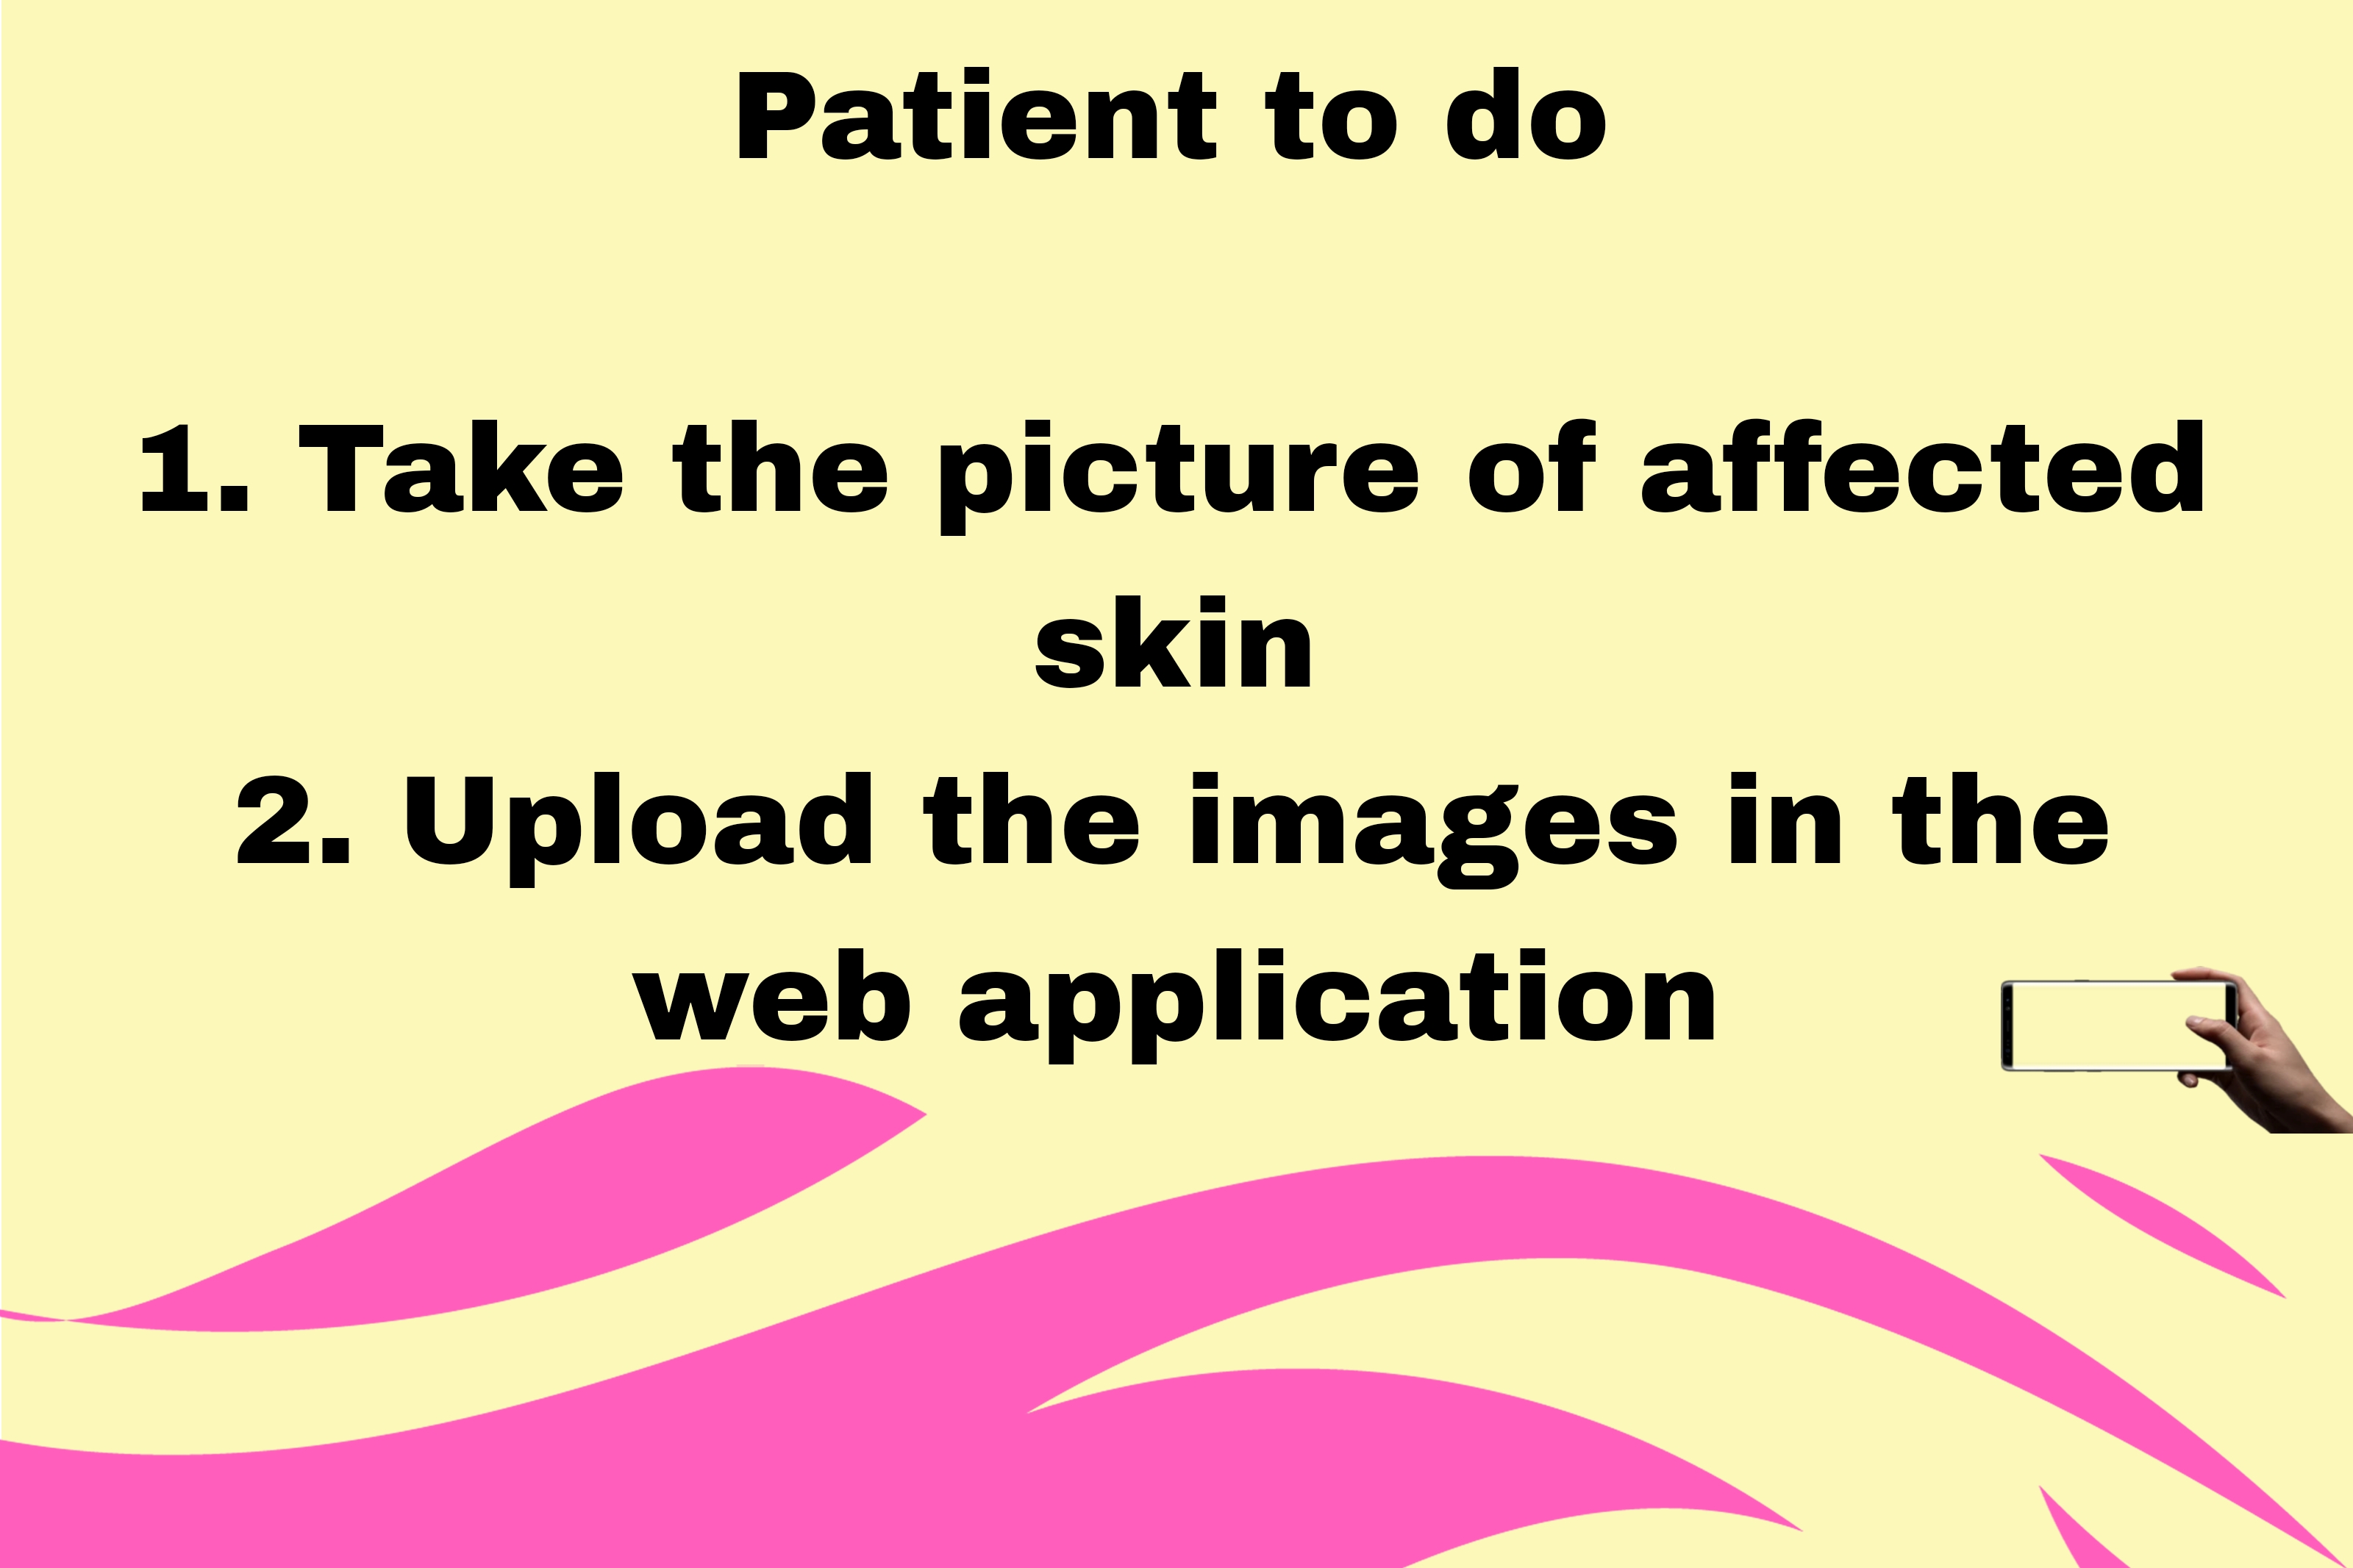 Patient to do
1. Take the picture of affected
skin
2. Upload the images in the
web application